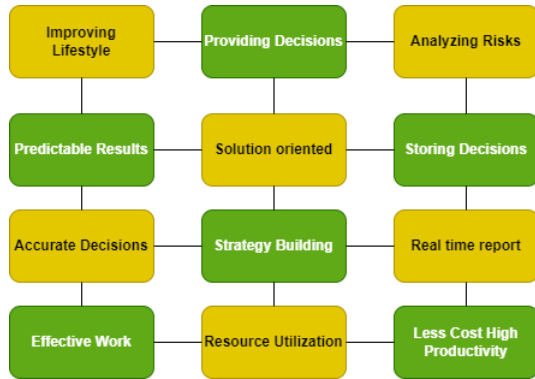 Improving
Lifestyle
Providing Decisions
Analyzing Risks
Predictable Results
Solution oriented
Storing Decisions
Accurate Decisions
Strategy Building
Real time report
Effective Work
Resource Utilization
Less Cost High
Productivity